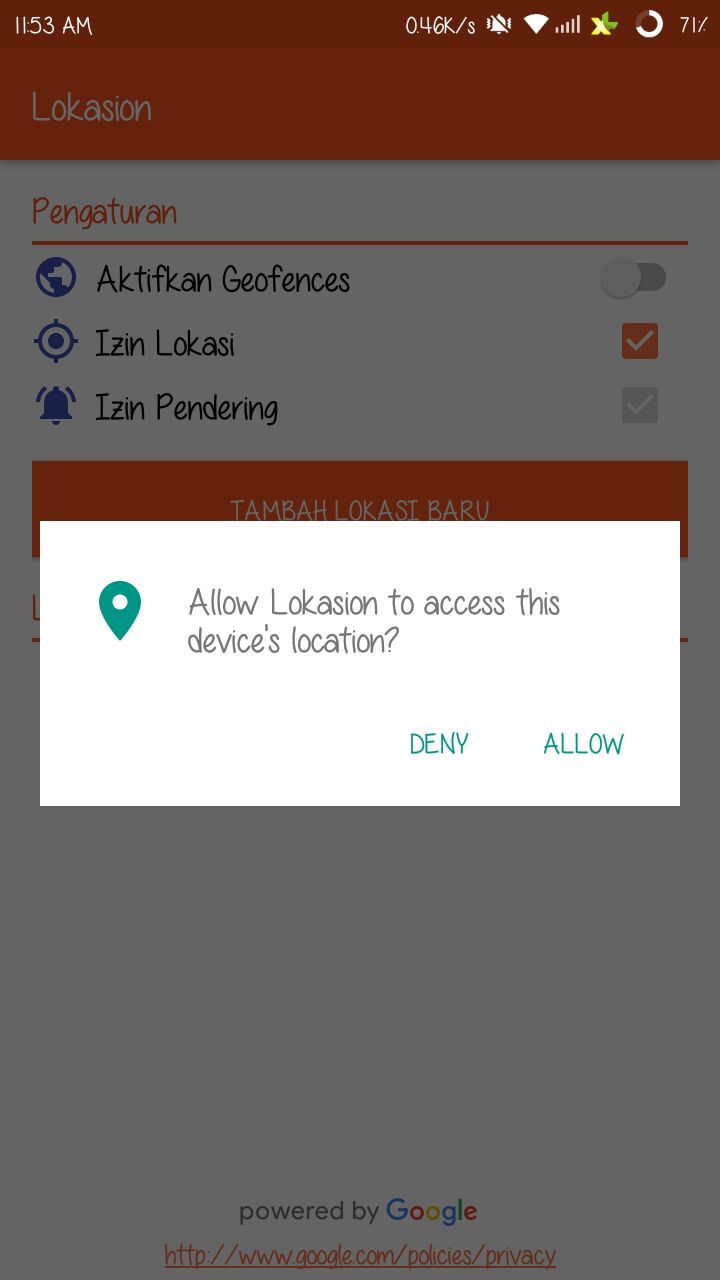 11:53 AM
0.46K/s
71%
Lokasion
Pengaturan
Aktifkan Geofences
Izin Lokasi
Izin Pendering
TAMBAH LOKASI BARU
Allow Lokasion to access this
device's location?
DENY ALLOW
powered by Google
http://www.google.com/policies/privacy